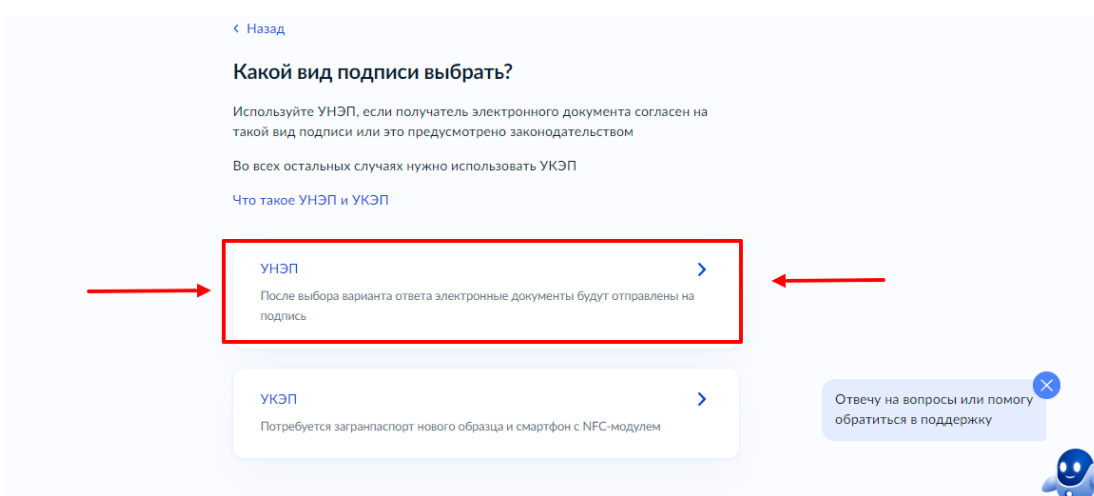 Назад
Какой вид подписи выбрать?
Используйте УНЭП, если получатель электронного документа согласен на
такой вид подписи или это предусмотрено законодательством
Во всех остальных случаях нужно использовать УКЭП
Что такое УНЭП и УКЭП
УНЭП
После выбора варианта ответа электронные документы будут отправлены на
подпись
УКЭП
Потребуется загранпаспорт нового образца и смартфон с NFC-модулем
Отвечу на вопросы или помогу
обратиться в поддержку